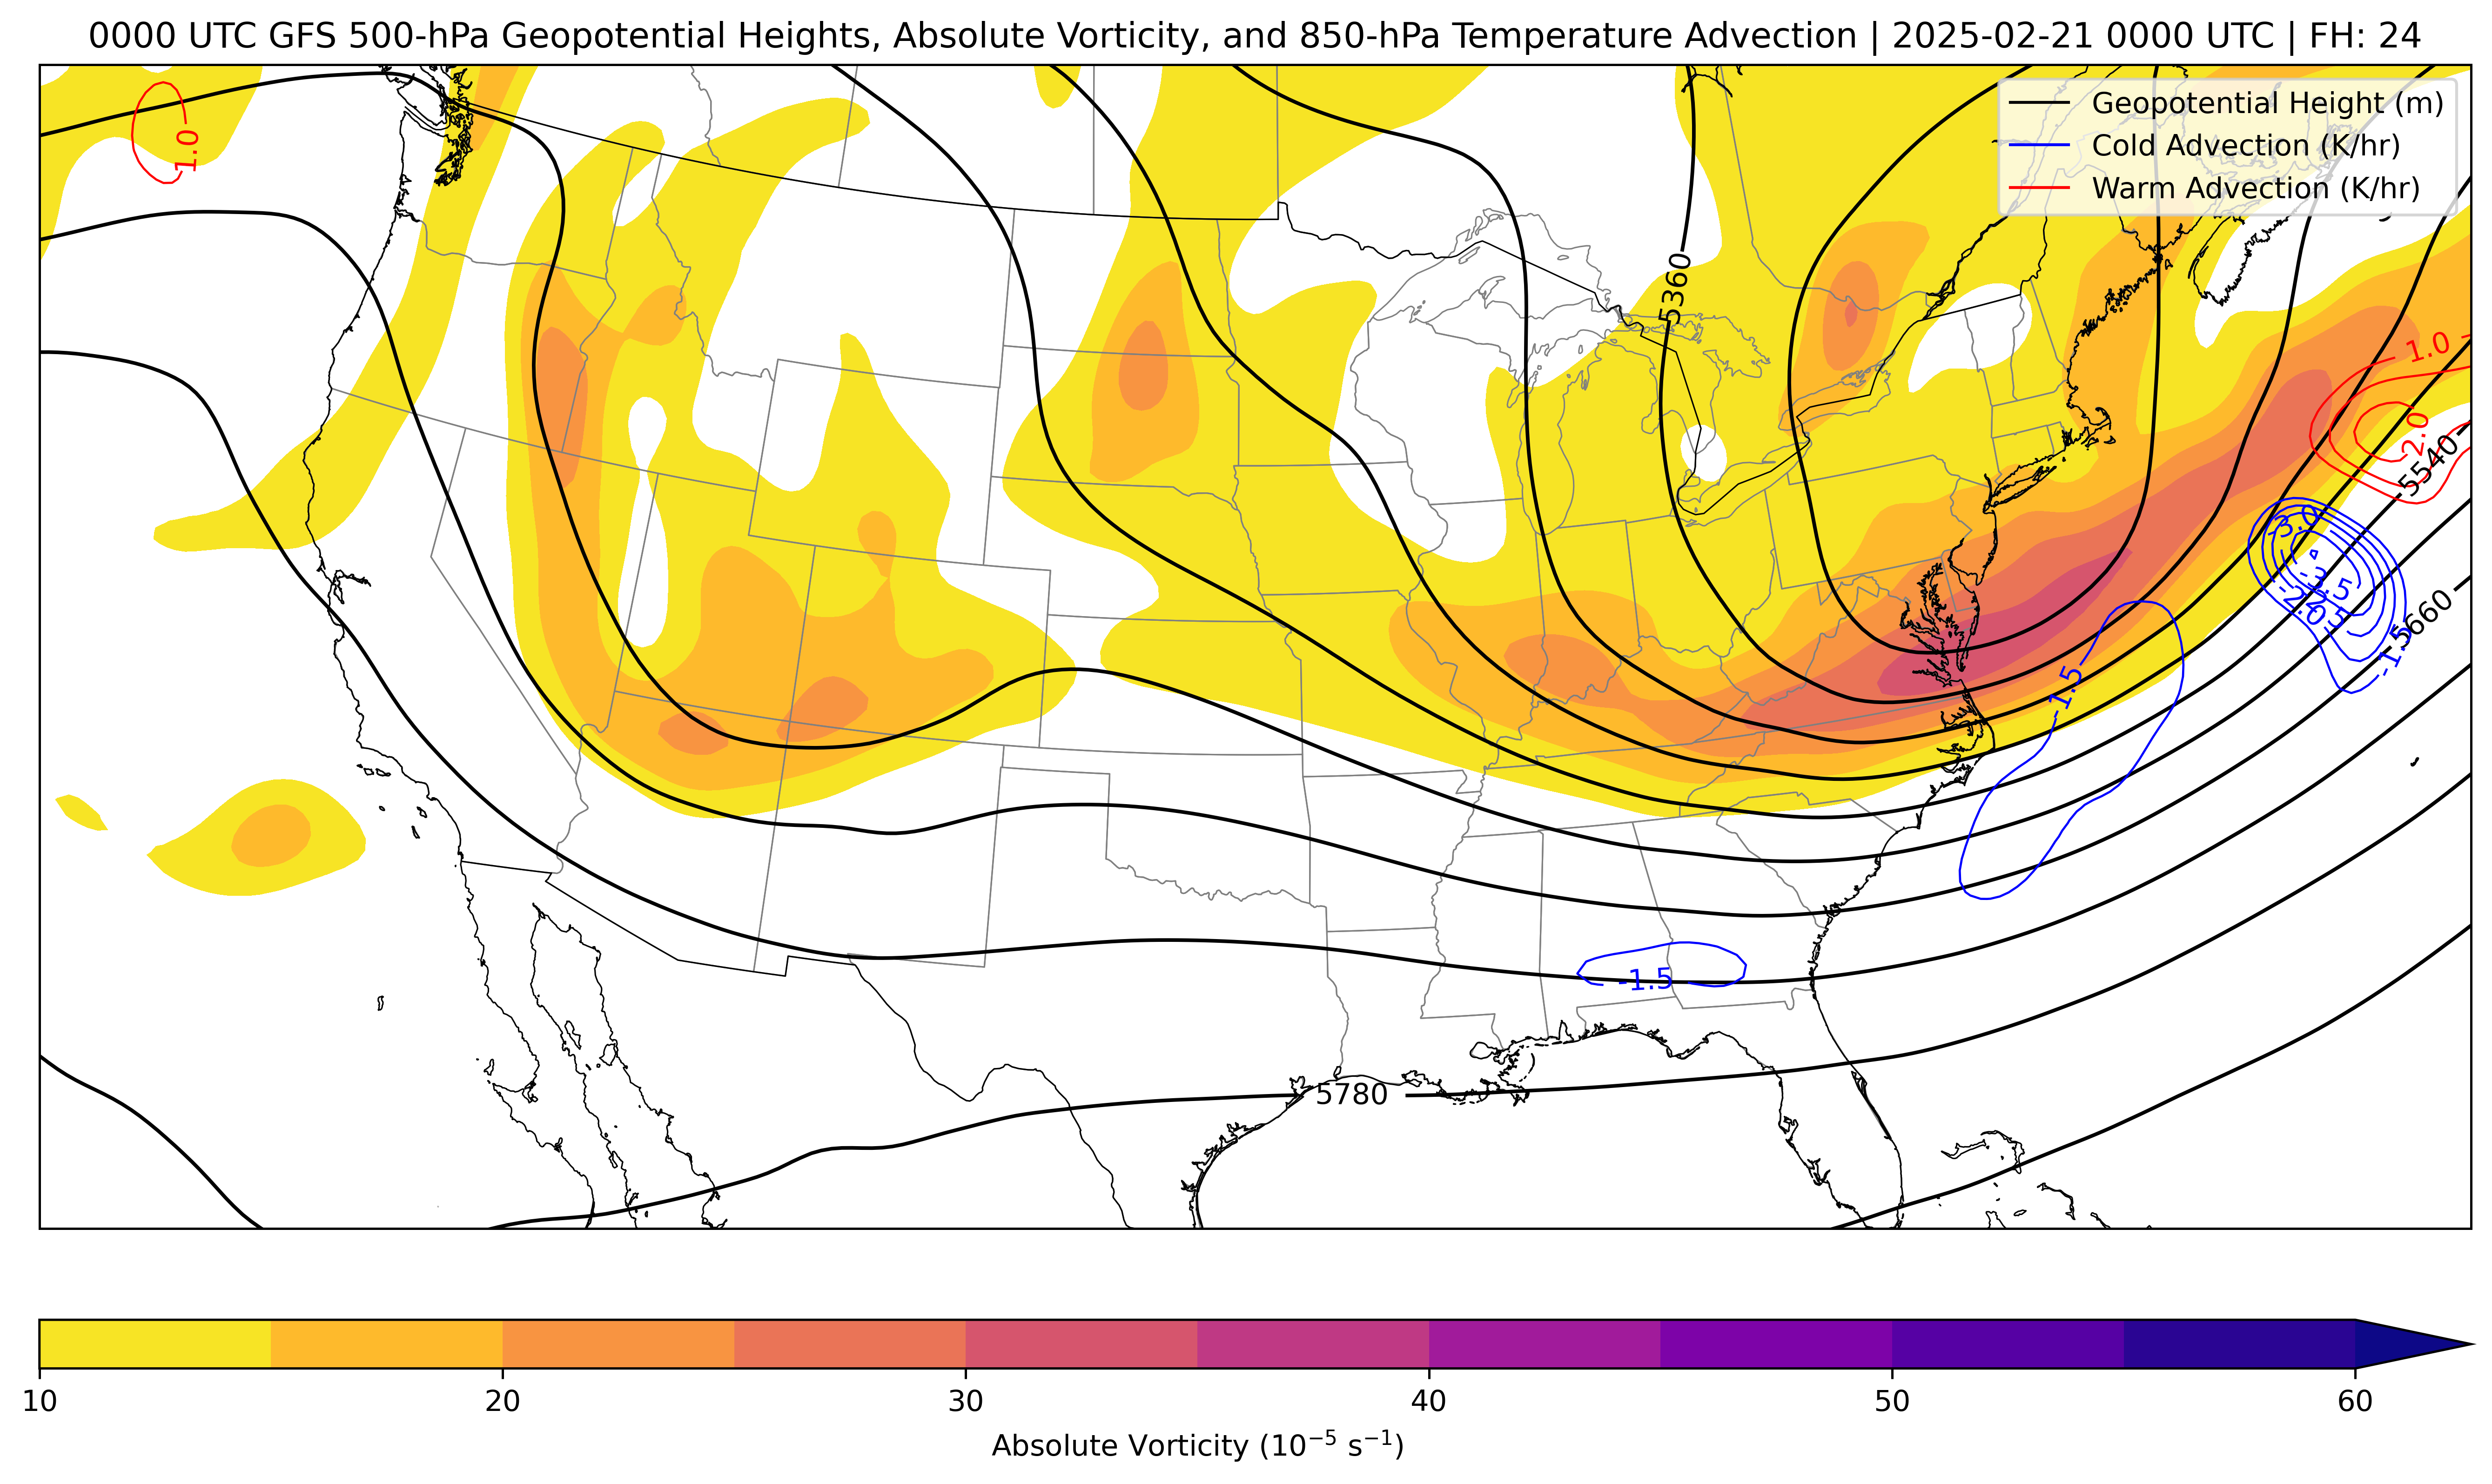 0000 UTC GFS 500-hPa Geopotential Heights, Absolute Vorticity, and 850-hPa Temperature Advection | 2025-02-21 0000 UTC | FH: 24
Geopotential Height (m)
Cold Advection (K/hr)
Warm Advection (K/hr)
1.0
5360
1.0
2.0
5540
-3.0
-3.5
-2.0
-2.5
-1.5
5660
-1.5
-1.5
5780
10 20 30 40 50 60
Absolute Vorticity (10⁻⁵ s⁻¹)